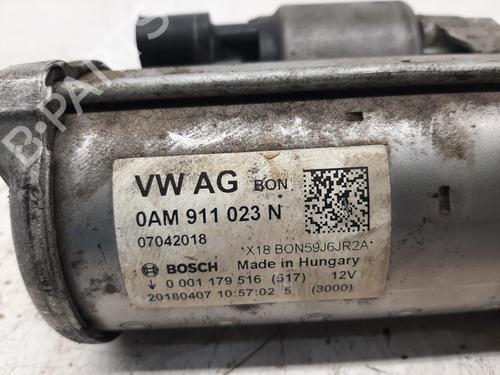 VW AG BON
0AM 911 023 N
07042018
*X18 BON59J6JR2A*
BOSCH Made in Hungary
0 001 179 516 (517) 12V
20180407 10:57:02 5 (3000)
B-PARTS